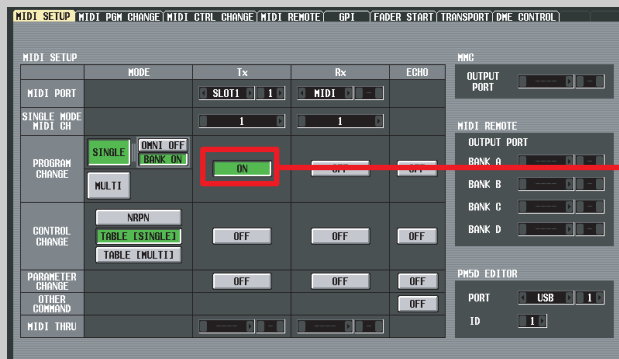 MIDI SETUP MIDI PGM CHANGE MIDI CTRL CHANGE MIDI REMOTE GPI FADER START TRANSPORT DME CONTROL
MIDI SETUP
MODE Tx Rx ECHO
MIDI PORT SLOT1 1 MIDI -
SINGLE MODE
MIDI CH 1 1
PROGRAM
CHANGE
SINGLE OMNI OFF
BANK ON
MULTI
ON OFF OFF
CONTROL
CHANGE
NRPN
TABLE [SINGLE]
TABLE [MULTI]
OFF OFF OFF
PARAMETER
CHANGE OFF OFF OFF
OTHER
COMMAND OFF
MIDI THRU ---- - ---- -
MMC
OUTPUT
PORT ---- -
MIDI REMOTE
OUTPUT PORT
BANK A ---- -
BANK B ---- -
BANK C ---- -
BANK D ---- -
PM5D EDITOR
PORT USB 1
ID 1